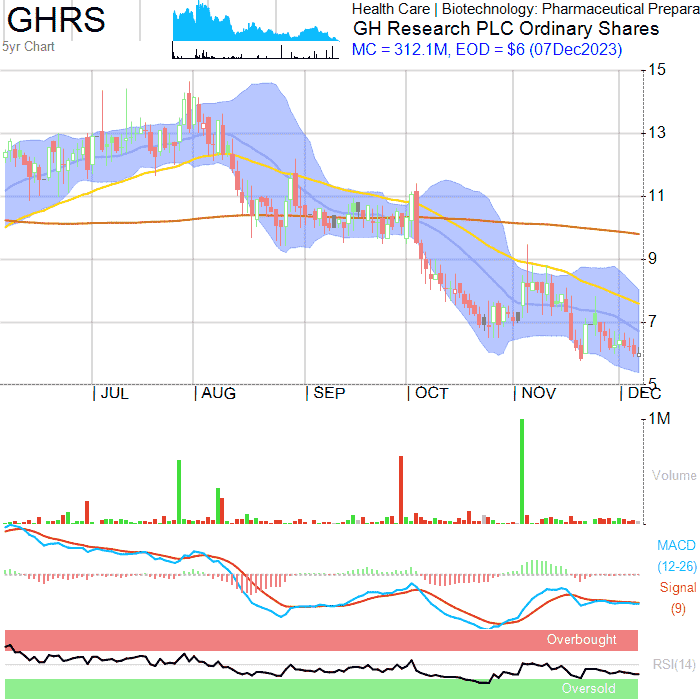 GHRS
5yr Chart
Health Care | Biotechnology: Pharmaceutical Prepara
GH Research PLC Ordinary Shares
MC = 312.1M, EOD = $6 (07Dec2023)
15
13
11
9
7
5
| JUL | AUG | SEP | OCT | NOV | DEC
1M
Volume
MACD
(12-26)
Signal
(9)
Overbought
RSI(14)
Oversold